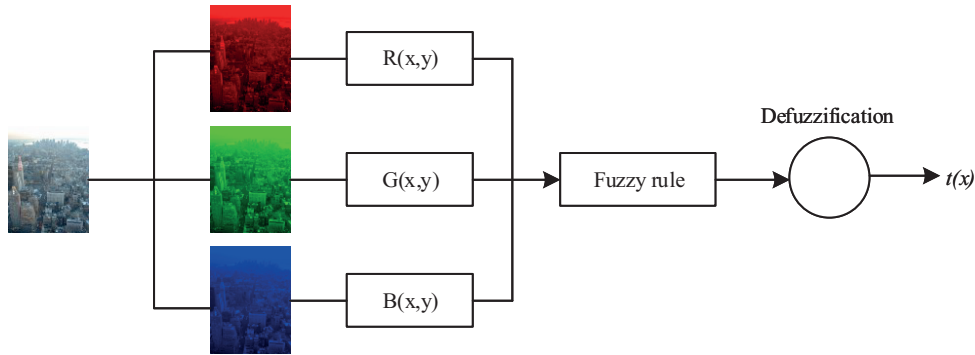 R(x,y)
G(x,y)
B(x,y)
Fuzzy rule
Defuzzification
t(x)